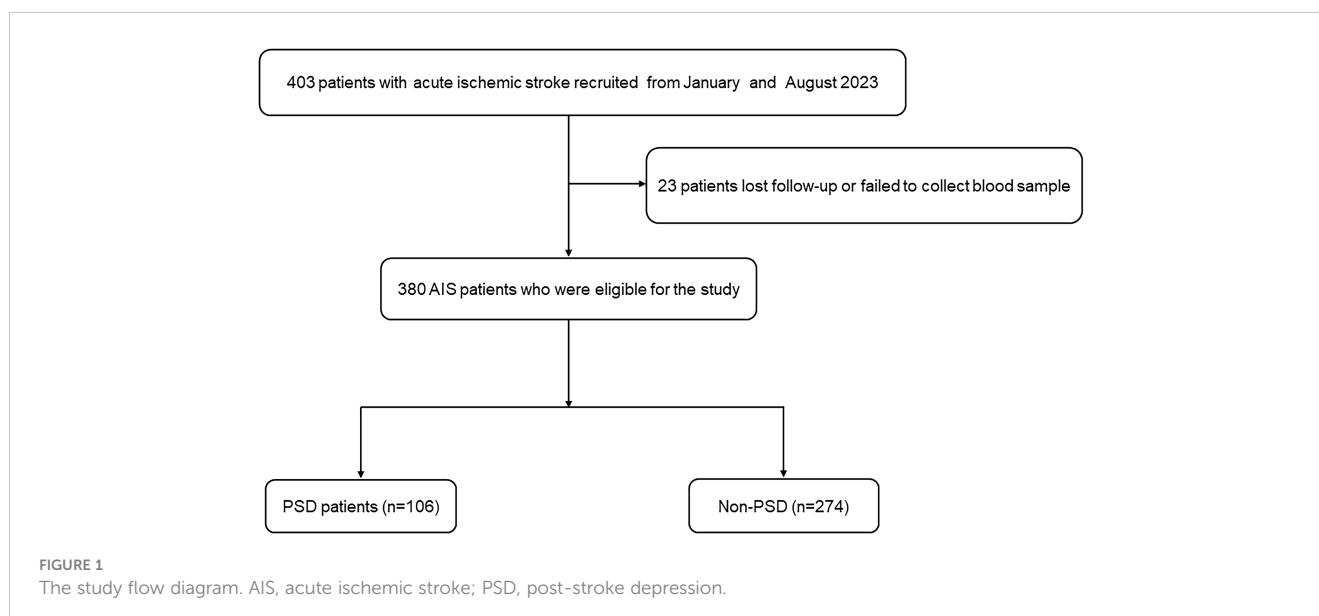 403 patients with acute ischemic stroke recruited from January and August 2023
23 patients lost follow-up or failed to collect blood sample
380 AIS patients who were eligible for the study
PSD patients (n=106)
Non-PSD (n=274)
FIGURE 1
The study flow diagram. AIS, acute ischemic stroke; PSD, post-stroke depression.